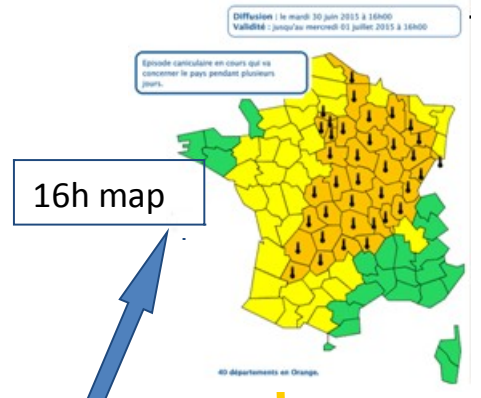 Diffusion : le mardi 30 juin 2015 à 16h00
Validité : jusqu'au mercredi 01 juillet 2015 à 16h00
Episode caniculaire en cours qui va
concerner le pays pendant plusieurs
jours.
16h map
40 départements en Orange.